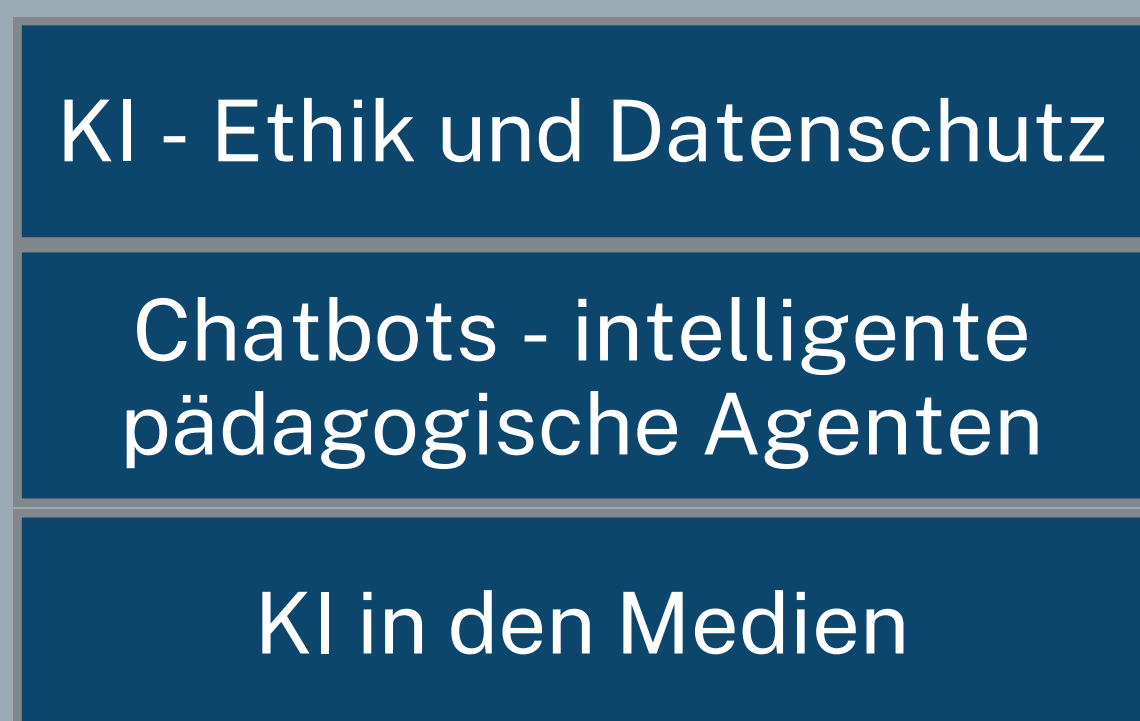 KI - Ethik und Datenschutz
Chatbots - intelligente
pädagogische Agenten
KI in den Medien